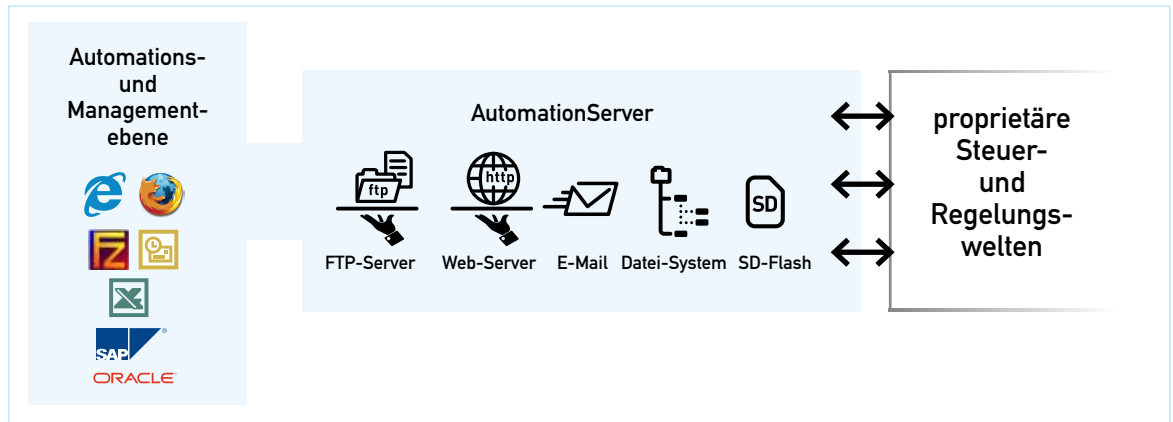 Automations-
und
Management-
ebene
FZ
SAP
®
ORACLE
AutomationServer
ftp
http
SD
FTP-Server
Web-Server
E-Mail
Datei-System
SD-Flash
proprietäre
Steuer-
und
Regelungs-
welten